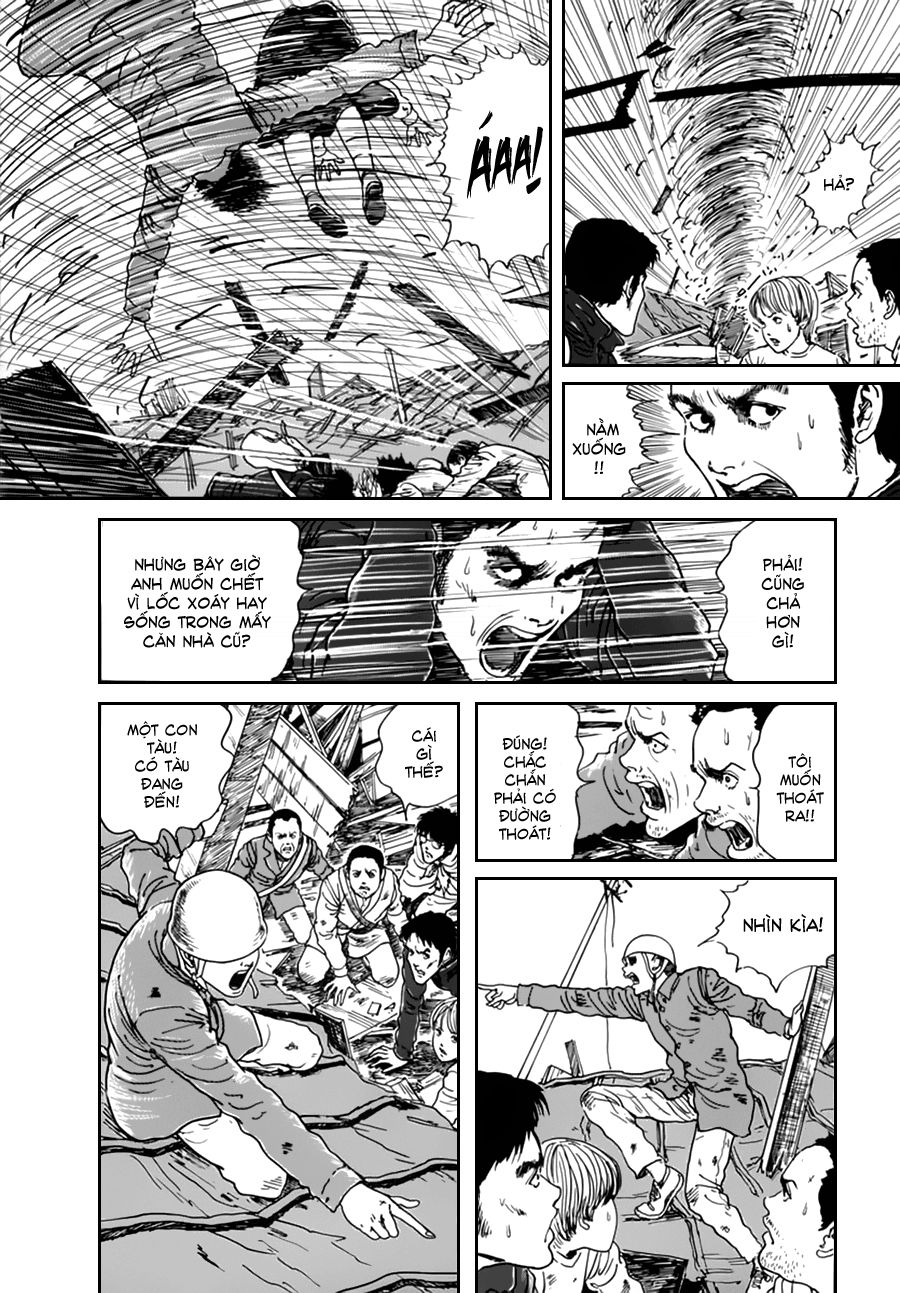 HẢ?
NẰM
XUỐNG
!!
ÁAA!
PHẢI!
CŨNG
CHẢ
HƠN
GÌ!
NHƯNG BÂY GIỜ
ANH MUỐN CHẾT
VÌ LỐC XOÁY HAY
SỐNG TRONG MẤY
CĂN NHÀ CŨ?
TÔI
MUỐN
THOÁT
RA!!
ĐÚNG!
CHẮC
CHẮN
PHẢI CÓ
ĐƯỜNG
THOÁT!
NHÌN KÌA!
CÁI
GÌ
THẾ?
MỘT CON
TÀU!
CÓ TÀU
ĐANG
ĐẾN!